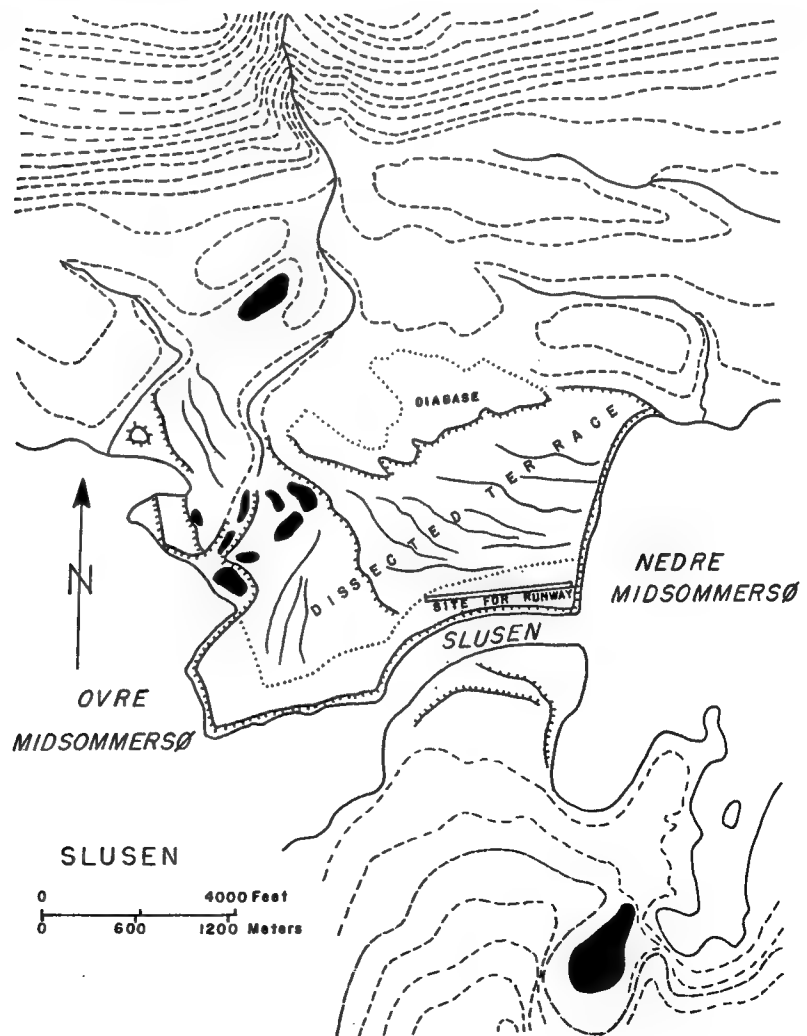 DIABASE
DISSECTED TERRACE
N
NEDRE
MIDSOMMERSØ
SITE FOR RUNWAY
SLUSEN
OVRE
MIDSOMMERSØ
SLUSEN
0 4000 Feet
0 600 1200 Meters